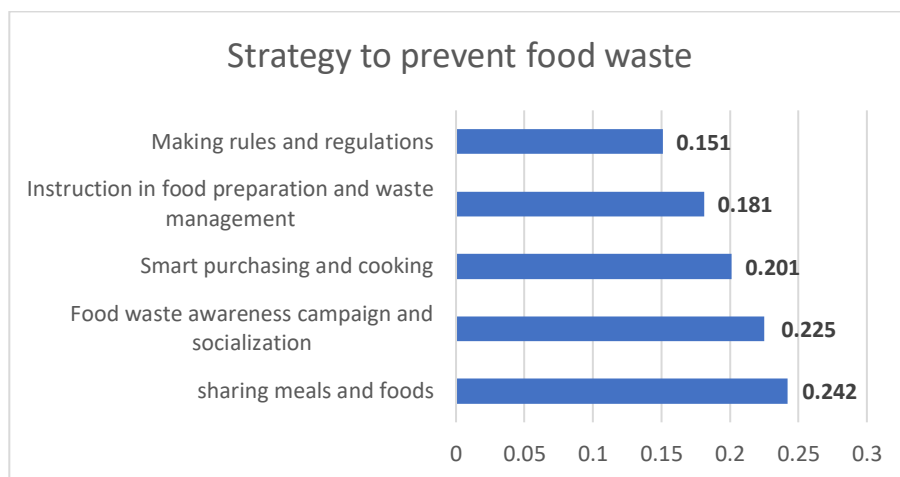 Strategy to prevent food waste
Making rules and regulations
0.151
Instruction in food preparation and waste
management
0.181
Smart purchasing and cooking
0.201
Food waste awareness campaign and
socialization
0.225
sharing meals and foods
0.242
0 0.05 0.1 0.15 0.2 0.25 0.3